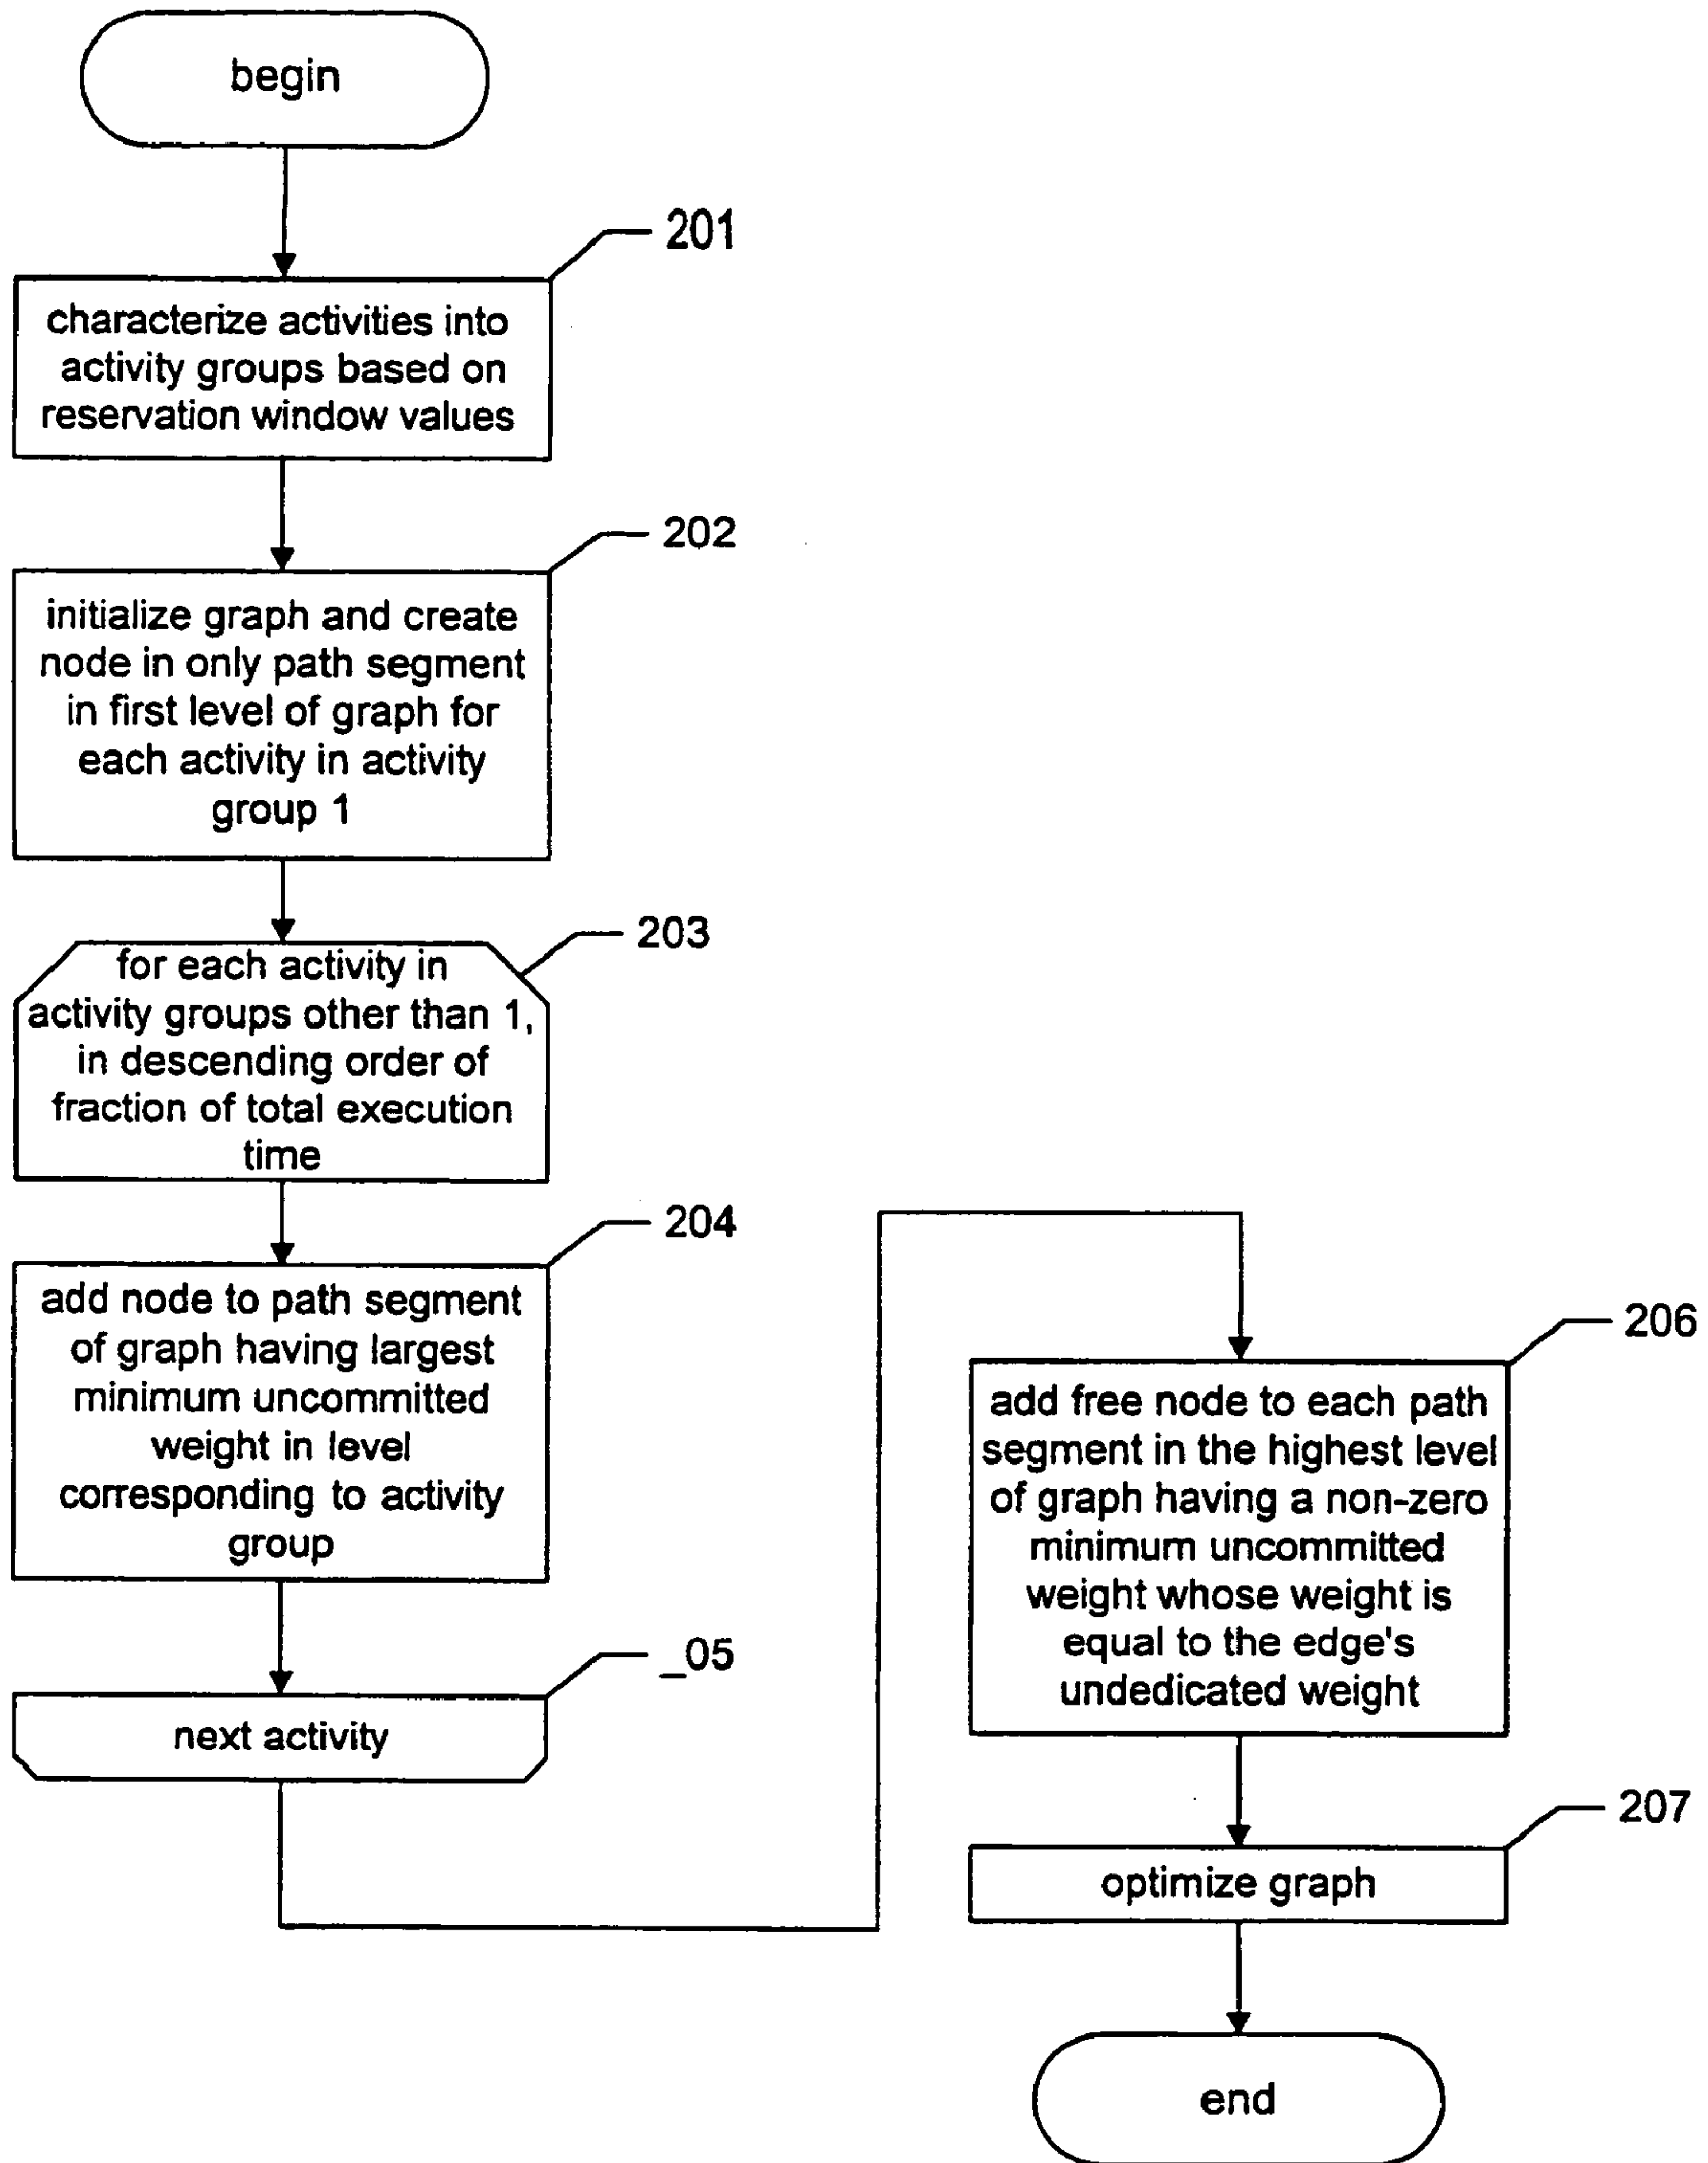 begin
201
characterize activities into
activity groups based on
reservation window values
202
initialize graph and create
node in only path segment
in first level of graph for
each activity in activity
group 1
203
for each activity in
activity groups other than 1,
in descending order of
fraction of total execution
time
204
add node to path segment
of graph having largest
minimum uncommitted
weight in level
corresponding to activity
group
_05
next activity
206
add free node to each path
segment in the highest level
of graph having a non-zero
minimum uncommitted
weight whose weight is
equal to the edge's
undedicated weight
207
optimize graph
end